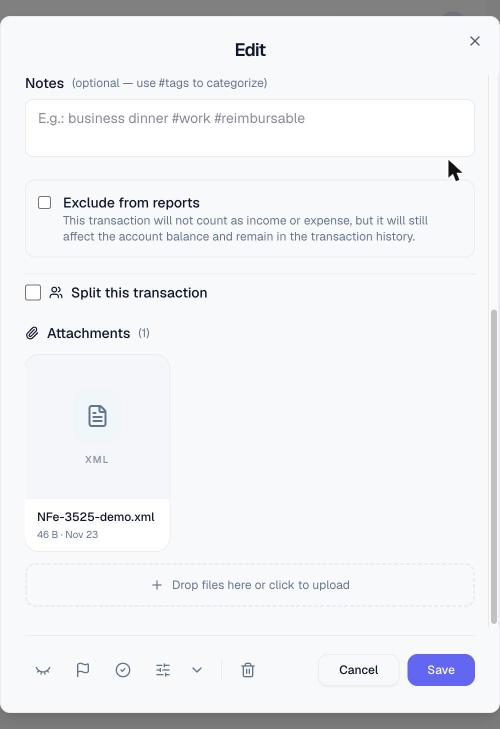 Edit
Notes (optional — use #tags to categorize)
E.g.: business dinner #work #reimbursable
Exclude from reports
This transaction will not count as income or expense, but it will still
affect the account balance and remain in the transaction history.
Split this transaction
Attachments (1)
XML
NFe-3525-demo.xml
46 B · Nov 23
Drop files here or click to upload
Cancel
Save